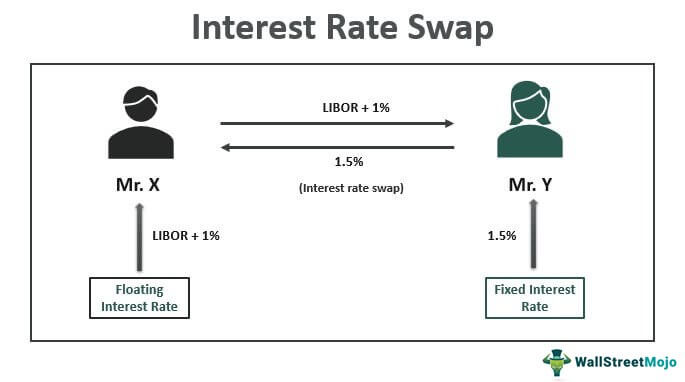 Interest Rate Swap
LIBOR + 1%
1.5%
(Interest rate swap)
Mr. X
Mr. Y
LIBOR + 1%
1.5%
Floating
Interest Rate
Fixed Interest
Rate
WallStreetMojo